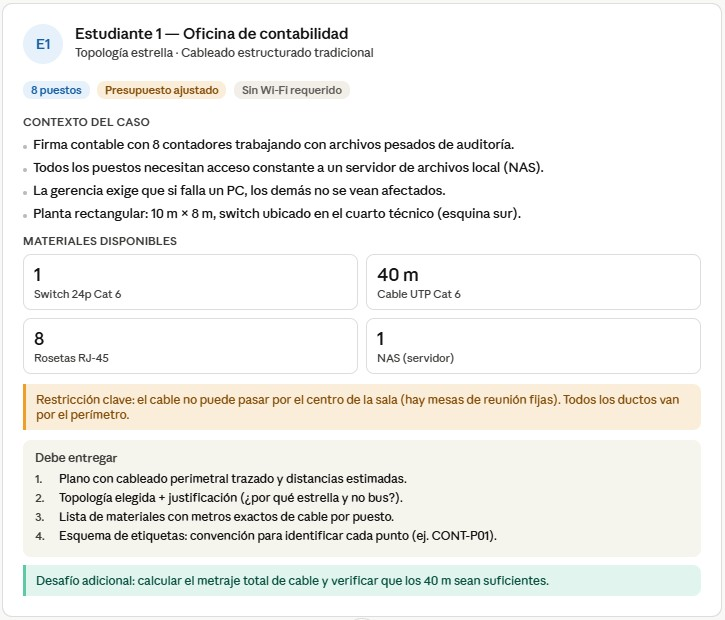 E1
Estudiante 1 — Oficina de contabilidad
Topología estrella · Cableado estructurado tradicional
8 puestos
Presupuesto ajustado
Sin Wi-Fi requerido
CONTEXTO DEL CASO
Firma contable con 8 contadores trabajando con archivos pesados de auditoría.
Todos los puestos necesitan acceso constante a un servidor de archivos local (NAS).
La gerencia exige que si falla un PC, los demás no se vean afectados.
Planta rectangular: 10 m × 8 m, switch ubicado en el cuarto técnico (esquina sur).
MATERIALES DISPONIBLES
1
Switch 24p Cat 6
40 m
Cable UTP Cat 6
8
Rosetas RJ-45
1
NAS (servidor)
Restricción clave: el cable no puede pasar por el centro de la sala (hay mesas de reunión fijas). Todos los ductos van
por el perímetro.
Debe entregar
1. Plano con cableado perimetral trazado y distancias estimadas.
2. Topología elegida + justificación (¿por qué estrella y no bus?).
3. Lista de materiales con metros exactos de cable por puesto.
4. Esquema de etiquetas: convención para identificar cada punto (ej. CONT-P01).
Desafío adicional: calcular el metraje total de cable y verificar que los 40 m sean suficientes.